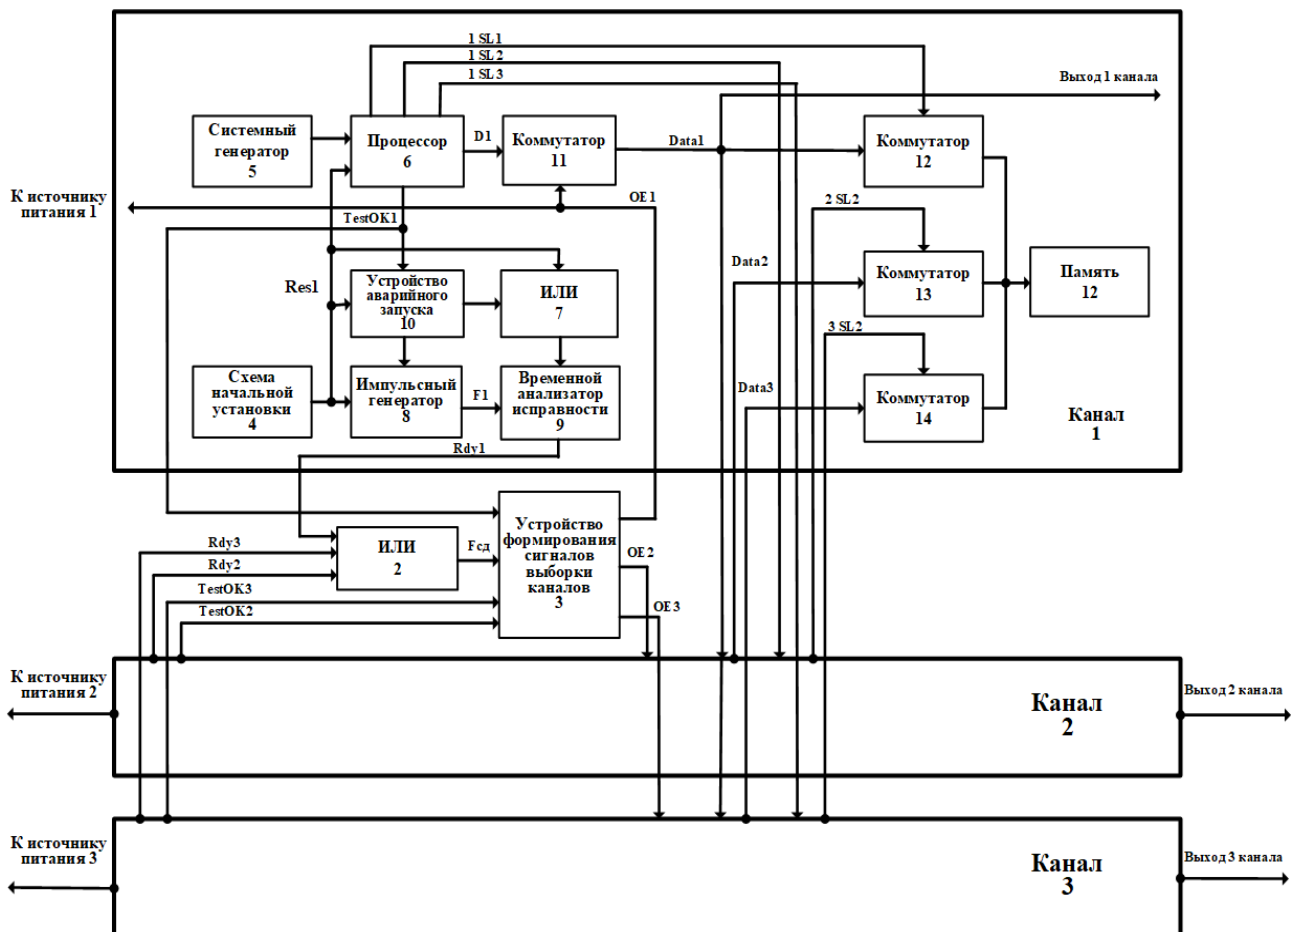 1 SL1
1 SL2
1 SL3
Выход 1 канала
Системный
генератор
5
Процессор
6
D1
Коммутатор
11
Data1
Коммутатор
12
К источнику
питания 1
OE1
TestOK1
2 SL2
Res1
Устройство
аварийного
запуска
10
ИЛИ
7
Data2
Коммутатор
13
Память
12
3 SL2
Схема
начальной
установки
4
Импульсный
генератор
8
F1
Временной
анализатор
исправности
9
Data3
Коммутатор
14
Канал
1
Rdy1
Rdy3
Rdy2
ИЛИ
2
Fсд
Устройство
формирования
сигналов
выборки
каналов
3
OE2
OE3
TestOK3
TestOK2
К источнику
питания 2
Канал
2
Выход 2 канала
К источнику
питания 3
Канал
3
Выход 3 канала